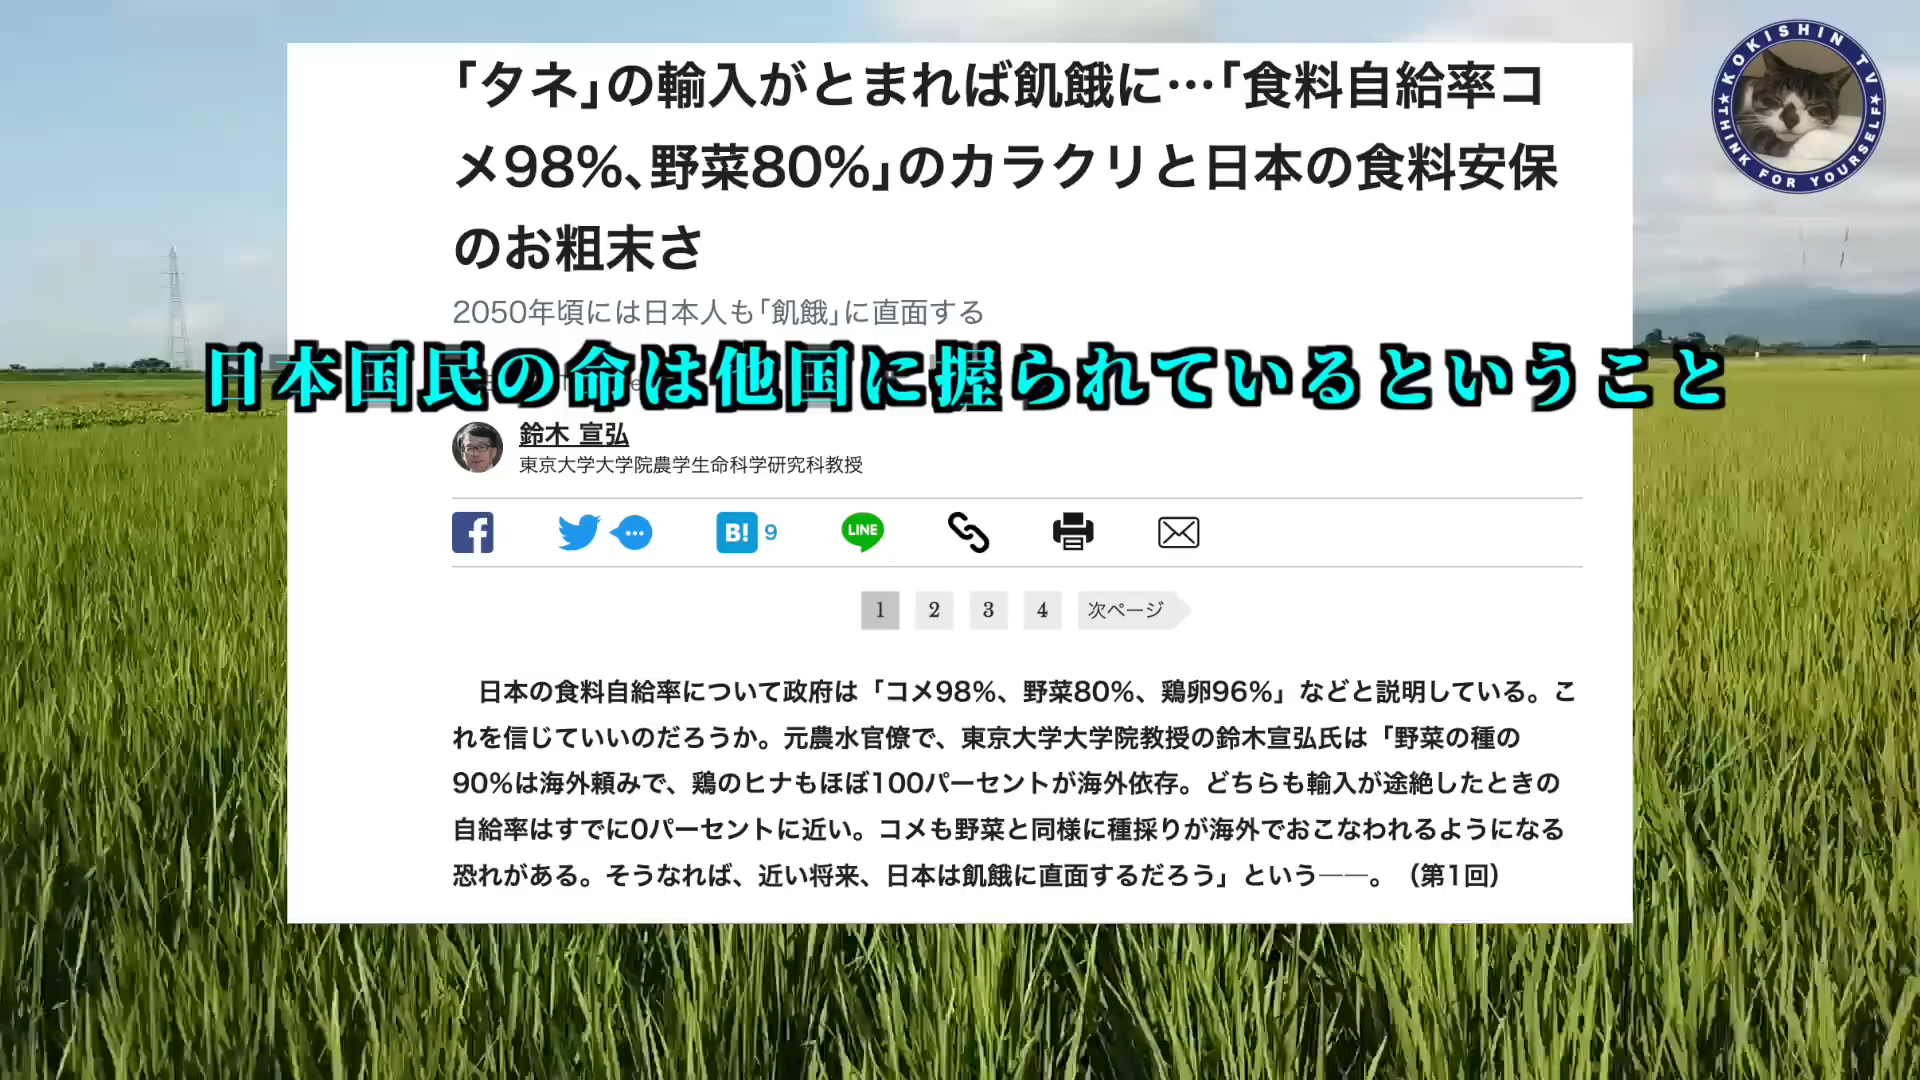 「タネ」の輸入がとまれば飢餓に…「食料自給率コ
メ98%、野菜80%」のカラクリと日本の食料安保
のお粗末さ
2050年頃には日本人も「飢餓」に直面する
日本国民の命は他国に握られているということ
鈴木 宣弘
東京大学大学院農学生命科学研究科教授
B! 9
LINE
1 2 3 4 次ページ
日本の食料自給率について政府は「コメ98%、野菜80%、鶏卵96%」などと説明している。こ
れを信じていいのだろうか。元農水官僚で、東京大学大学院教授の鈴木宣弘氏は「野菜の種の
90%は海外頼みで、鶏のヒナもほぼ100パーセントが海外依存。どちらも輸入が途絶したときの
自給率はすでに0パーセントに近い。コメも野菜と同様に種採りが海外でおこなわれるようになる
恐れがある。そうなれば、近い将来、日本は飢餓に直面するだろう」という――。（第1回）
KOKISHIN TV
THINK FOR YOURSELF